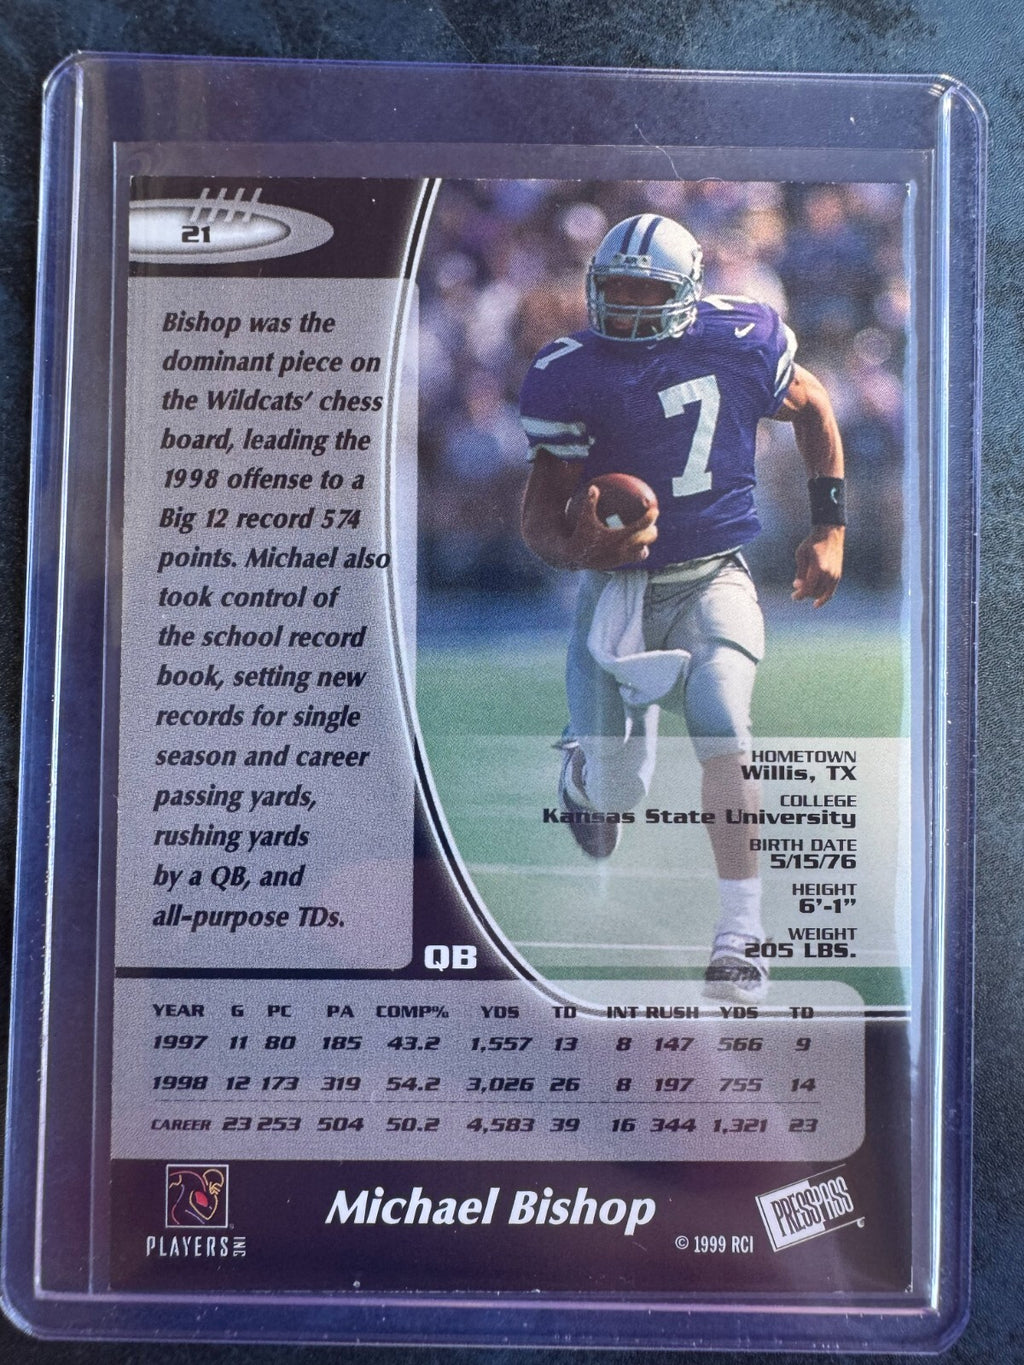 21
Bishop was the
dominant piece on
the Wildcats' chess
board, leading the
1998 offense to a
Big 12 record 574
points. Michael also
took control of
the school record
book, setting new
records for single
season and career
passing yards,
rushing yards
by a QB, and
all-purpose TDs.
7
7
7
HOMETOWN
Willis, TX
COLLEGE
Kansas State University
BIRTH DATE
5/15/76
HEIGHT
6'-1"
WEIGHT
205 LBS.
QB
YEAR G PC PA COMP% YDS TD INT RUSH YDS TD
1997 11 80 185 43.2 1,557 13 8 147 566 9
1998 12 173 319 54.2 3,026 26 8 197 755 14
CAREER 23 253 504 50.2 4,583 39 16 344 1,321 23
PLAYERS INC
Michael Bishop
PRESS PASS
© 1999 RCI